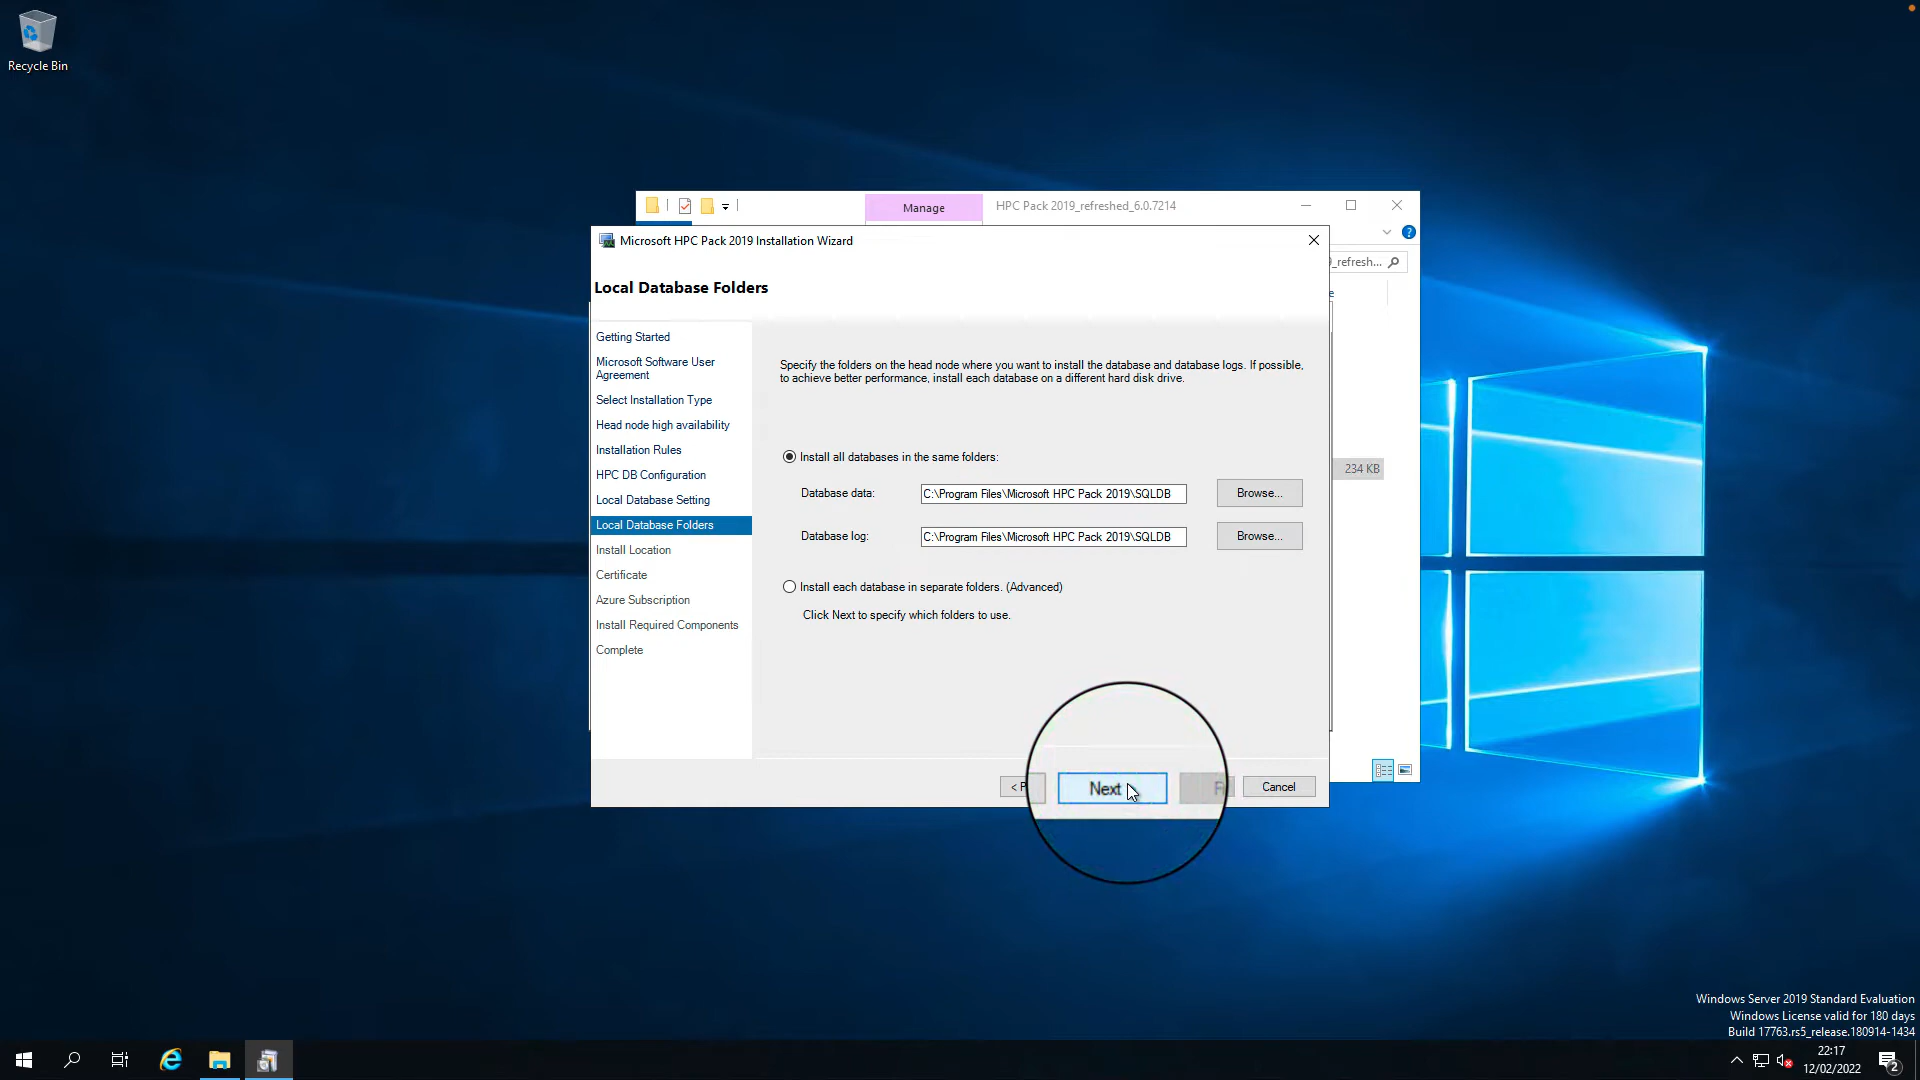 Recycle Bin
Manage
HPC Pack 2019_refreshed_6.0.7214
Microsoft HPC Pack 2019 Installation Wizard
_refresh...
Local Database Folders
Getting Started
Microsoft Software User
Agreement
Select Installation Type
Head node high availability
Installation Rules
HPC DB Configuration
Local Database Setting
Local Database Folders
Install Location
Certificate
Azure Subscription
Install Required Components
Complete
Specify the folders on the head node where you want to install the database and database logs. If possible,
to achieve better performance, install each database on a different hard disk drive.
Install all databases in the same folders:
Database data:
C:\Program Files\Microsoft HPC Pack 2019\SQLDB
Browse...
Database log:
C:\Program Files\Microsoft HPC Pack 2019\SQLDB
Browse...
Install each database in separate folders. (Advanced)
Click Next to specify which folders to use.
234 KB
Next
Cancel
Windows Server 2019 Standard Evaluation
Windows License valid for 180 days
Build 17763.rs5_release.180914-1434
22:17
12/02/2022
2